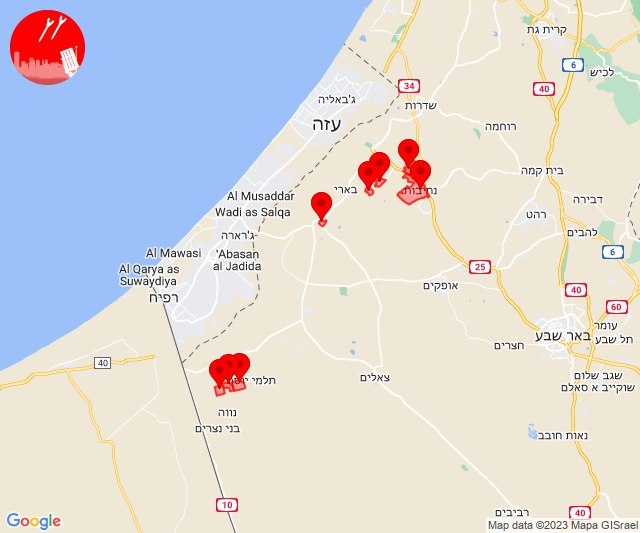 קרית גת
לכיש
6
40
34
ג'באליה
שדרות
עזה
רוחמה
בית קמה
בארי
נתיבות
דבירה
Al Musaddar
Wadi as Salqa
רהט
להבים
ג'רארה-
Al Mawasi
'Abasan
al Jadida
6
Al Qarya as
Suwaydiya
25
אופקים
רפיח
40
60
עומר
באר שבע
תל שבע
חצרים
40
תלמי יוסף
צאלים
שגב שלום
שוקייב א סאלם
נווה
בני נצרים
נאות חובב
10
רביבים
40
Google
Map data ©2023 Mapa GISrael